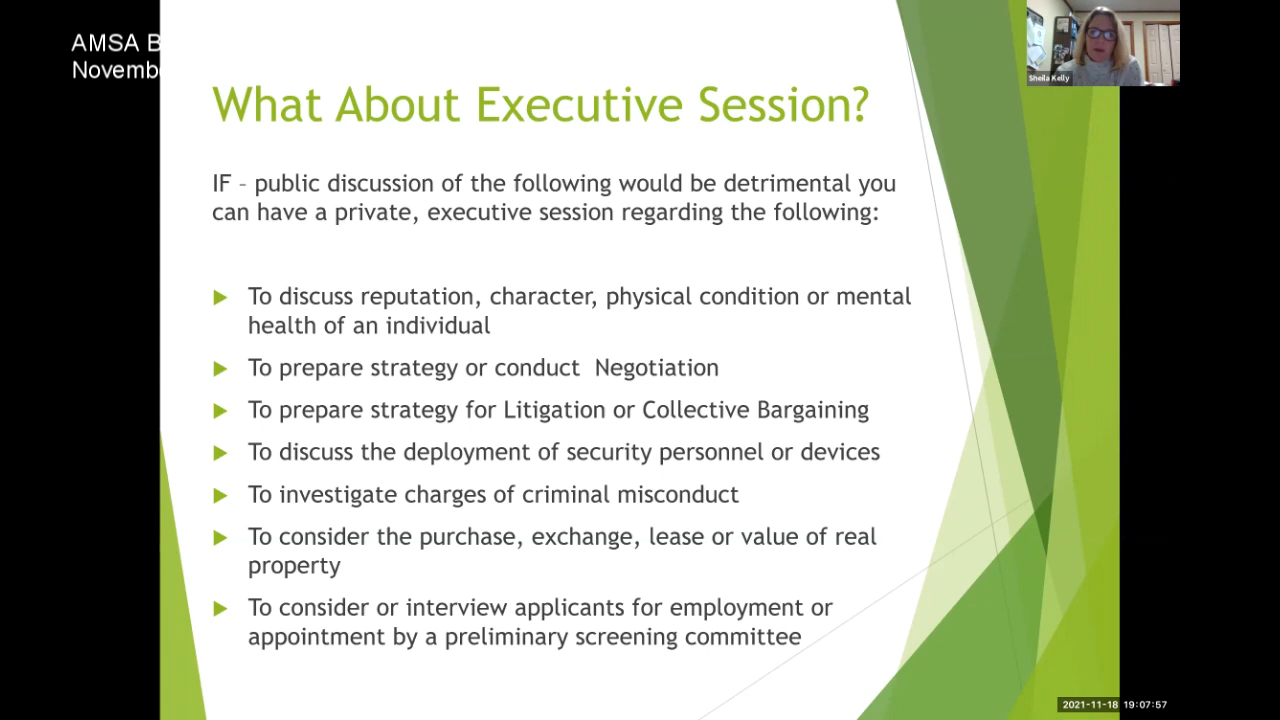 AMSA B
Novembe
What About Executive Session?
IF – public discussion of the following would be detrimental you
can have a private, executive session regarding the following:
To discuss reputation, character, physical condition or mental
health of an individual
To prepare strategy or conduct  Negotiation
To prepare strategy for Litigation or Collective Bargaining
To discuss the deployment of security personnel or devices
To investigate charges of criminal misconduct
To consider the purchase, exchange, lease or value of real
property
To consider or interview applicants for employment or
appointment by a preliminary screening committee
Sheila Kelly
2021-11-18 19:07:57